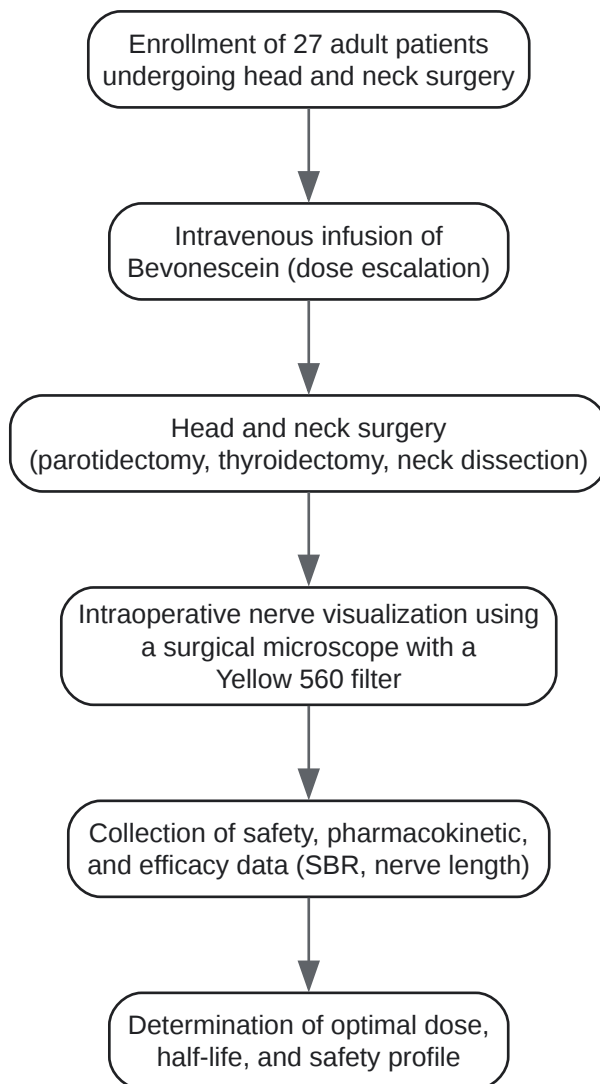 Enrollment of 27 adult patients
undergoing head and neck surgery
Intravenous infusion of
Bevonescein (dose escalation)
Head and neck surgery
(parotidectomy, thyroidectomy, neck dissection)
Intraoperative nerve visualization using
a surgical microscope with a
Yellow 560 filter
Collection of safety, pharmacokinetic,
and efficacy data (SBR, nerve length)
Determination of optimal dose,
half-life, and safety profile